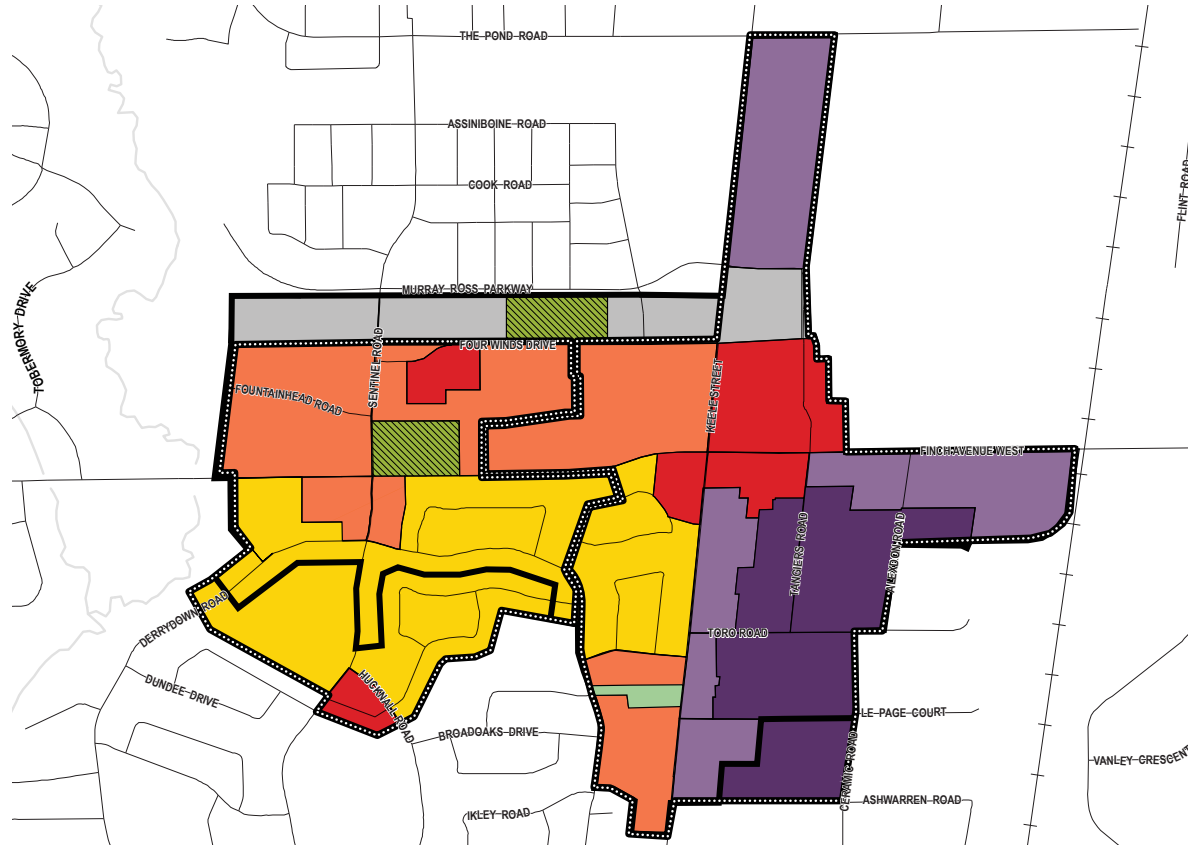 THE POND ROAD
ASSINIBOINE ROAD
COOK ROAD
FLINT ROAD
TOBERMORY DRIVE
MURRAY ROSS PARKWAY
SENTINEL ROAD
FOUR WINDS DRIVE
FOUNTAINHEAD ROAD
KEELE STREET
FINCH AVENUE WEST
TANGIERS ROAD
ALEXDON ROAD
DERRYDOWN ROAD
TORO ROAD
DUNDEE DRIVE
HUCKNALL ROAD
BROADOAKS DRIVE
LE PAGE COURT
CERAMIC ROAD
VANLEY CRESCENT
IKLEY ROAD
ASHWARREN ROAD